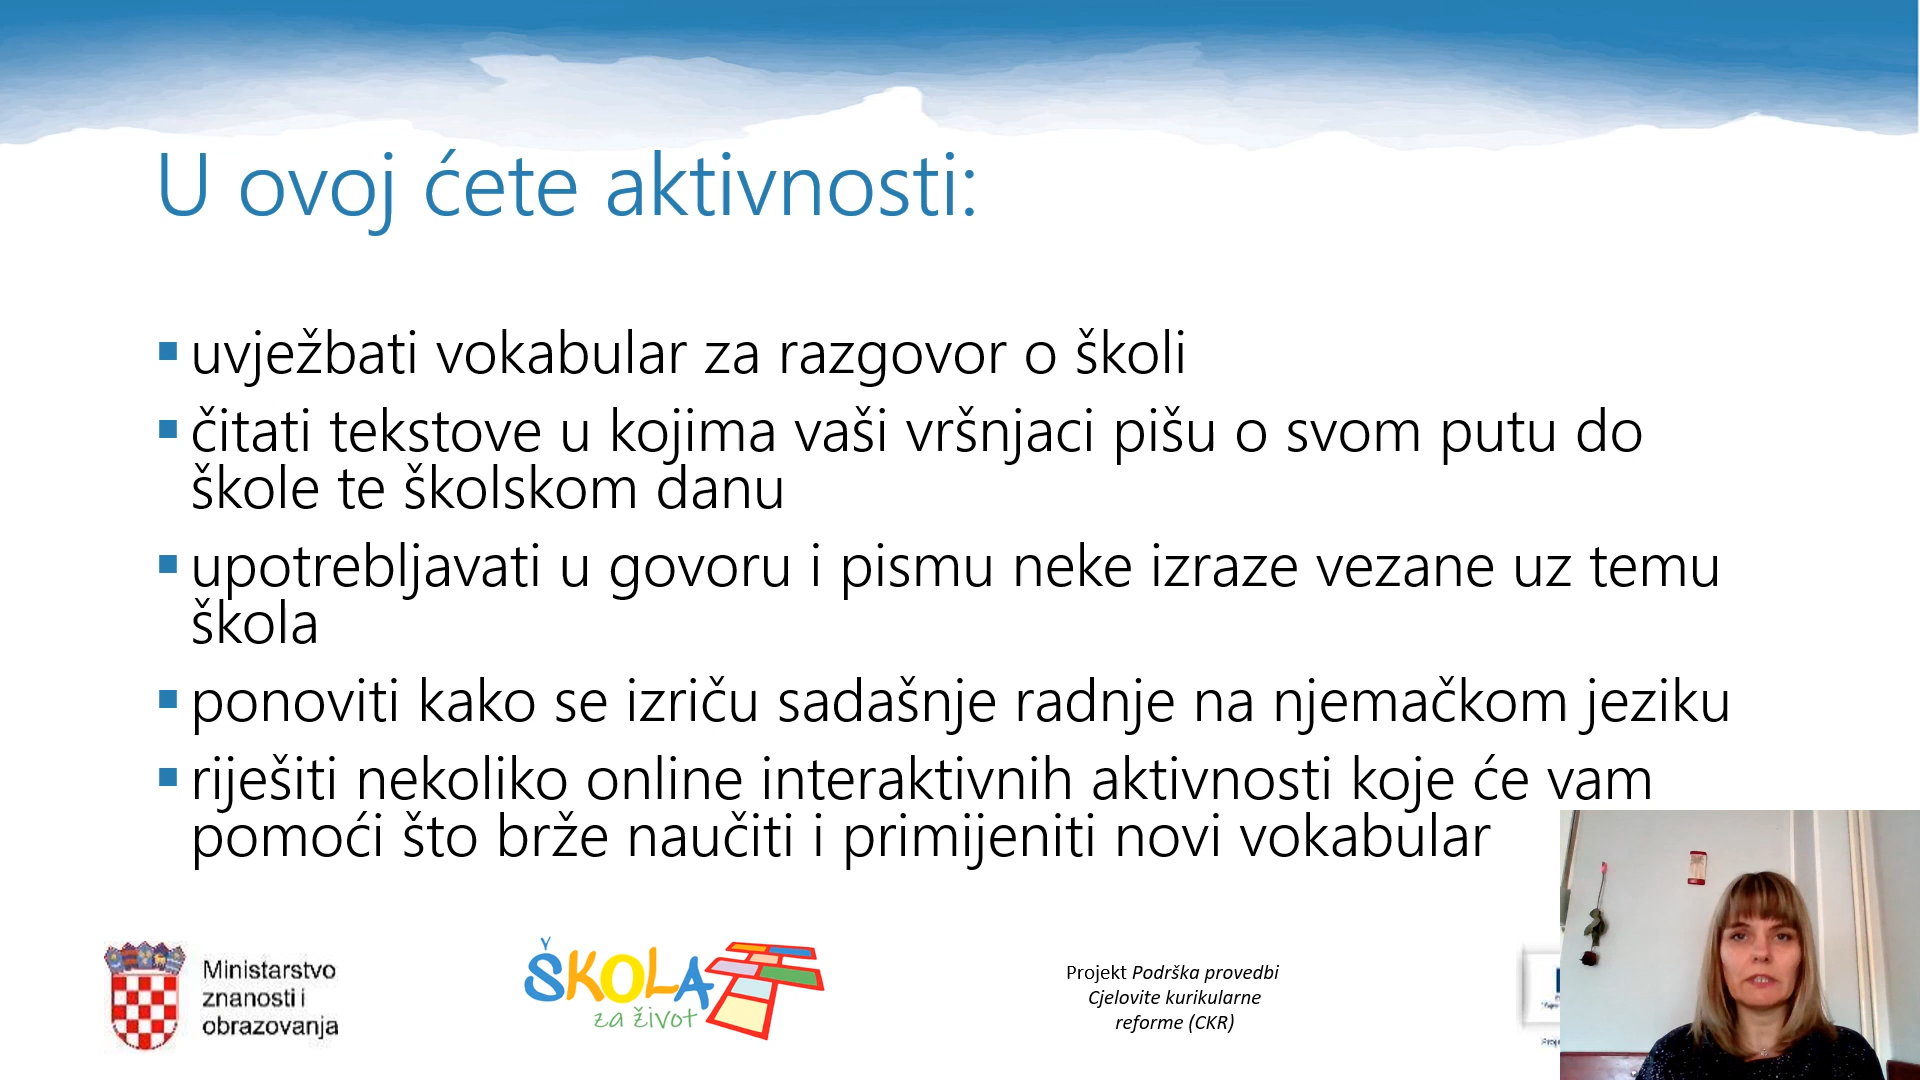 U ovoj ćete aktivnosti:
uvježbati vokabular za razgovor o školi
čitati tekstove u kojima vaši vršnjaci pišu o svom putu do
škole te školskom danu
upotrebljavati u govoru i pismu neke izraze vezane uz temu
škola
ponoviti kako se izriču sadašnje radnje na njemačkom jeziku
riješiti nekoliko online interaktivnih aktivnosti koje će vam
pomoći što brže naučiti i primijeniti novi vokabular
Ministarstvo
znanosti i
obrazovanja
ŠKOLA
za život
Projekt Podrška provedbi
Cjelovite kurikularne
reforme (CKR)